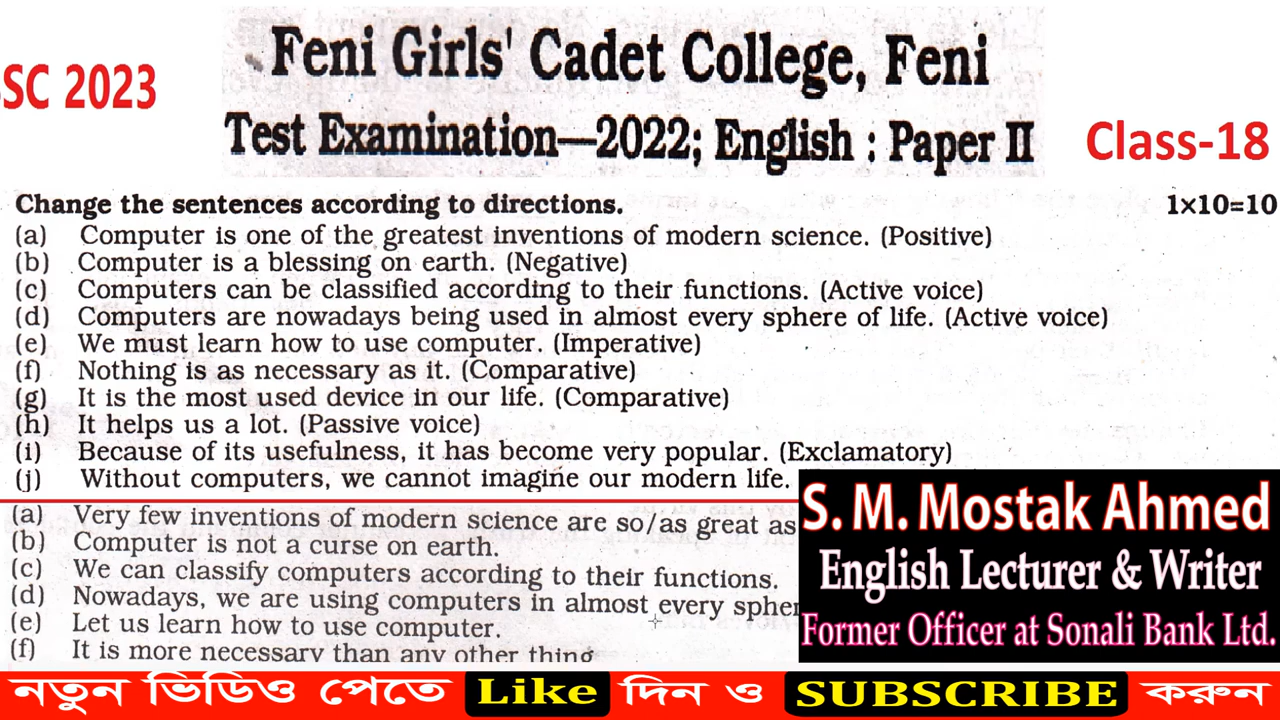 Feni Girls' Cadet College, Feni
SC 2023
Test Examination—2022; English : Paper II
Class-18
Change the sentences according to directions. 1×10=10
(a) Computer is one of the greatest inventions of modern science. (Positive)
(b) Computer is a blessing on earth. (Negative)
(c) Computers can be classified according to their functions. (Active voice)
(d) Computers are nowadays being used in almost every sphere of life. (Active voice)
(e) We must learn how to use computer. (Imperative)
(f) Nothing is as necessary as it. (Comparative)
(g) It is the most used device in our life. (Comparative)
(h) It helps us a lot. (Passive voice)
(i) Because of its usefulness, it has become very popular. (Exclamatory)
(j) Without computers, we cannot imagine our modern life.
(a) Very few inventions of modern science are so/as great as
(b) Computer is not a curse on earth.
(c) We can classify computers according to their functions.
(d) Nowadays, we are using computers in almost every spher
(e) Let us learn how to use computer.
(f) It is more necessary than any other thing
S. M. Mostak Ahmed
English Lecturer & Writer
Former Officer at Sonali Bank Ltd.
নতুন ভিডিও পেতে Like দিন ও SUBSCRIBE করুন